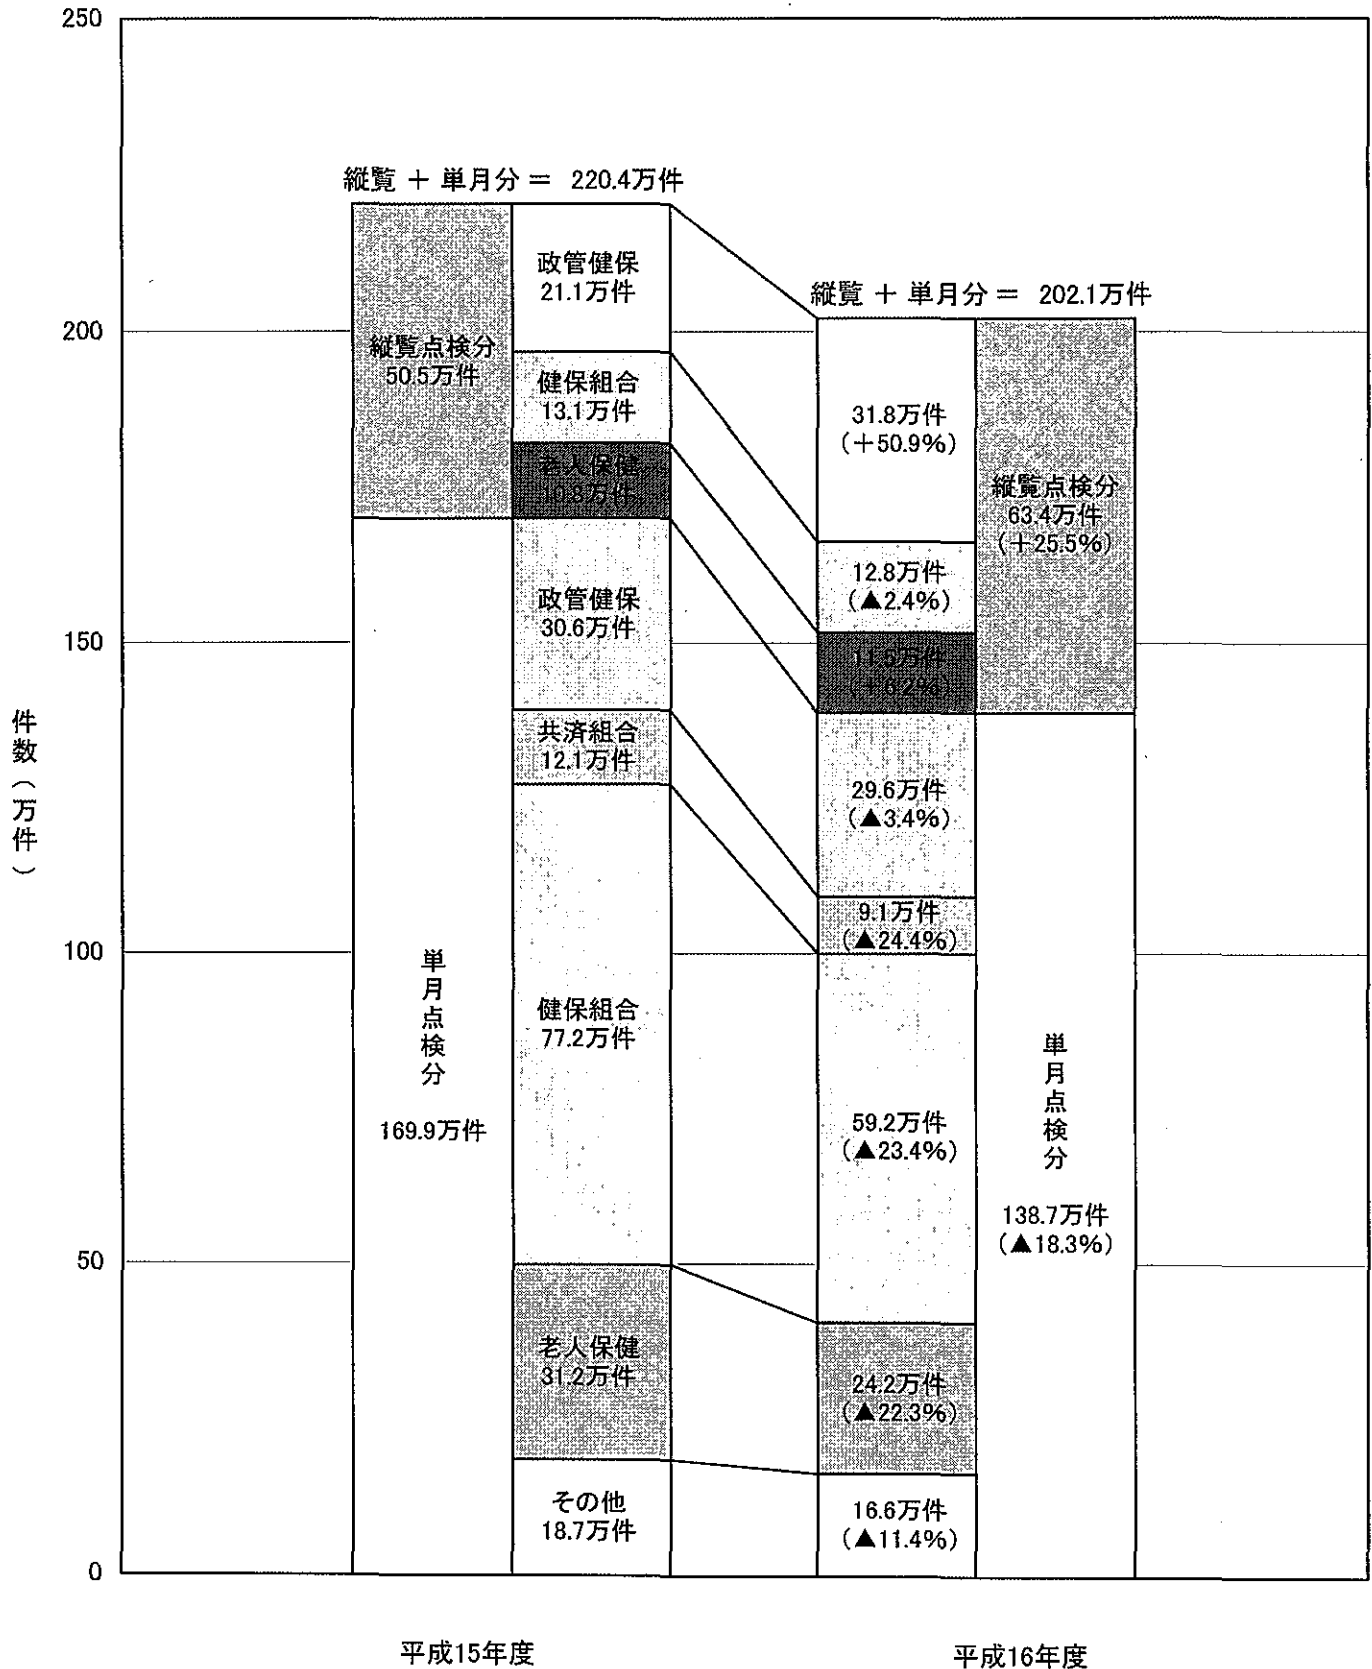 250
200
150
100
50
0
件数(万件)
縦覧 + 単月分 = 220.4万件
縦覧点検分
50.5万件
単月点検分
169.9万件
政管健保
21.1万件
健保組合
13.1万件
老人保健
10.8万件
政管健保
30.6万件
共済組合
12.1万件
健保組合
77.2万件
老人保健
31.2万件
その他
18.7万件
縦覧 + 単月分 = 202.1万件
31.8万件
(+50.9%)
12.8万件
(▲2.4%)
11.5万件
(+6.2%)
29.6万件
(▲3.4%)
9.1万件
(▲24.4%)
59.2万件
(▲23.4%)
24.2万件
(▲22.3%)
16.6万件
(▲11.4%)
縦覧点検分
63.4万件
(+25.5%)
単月点検分
138.7万件
(▲18.3%)
平成15年度
平成16年度